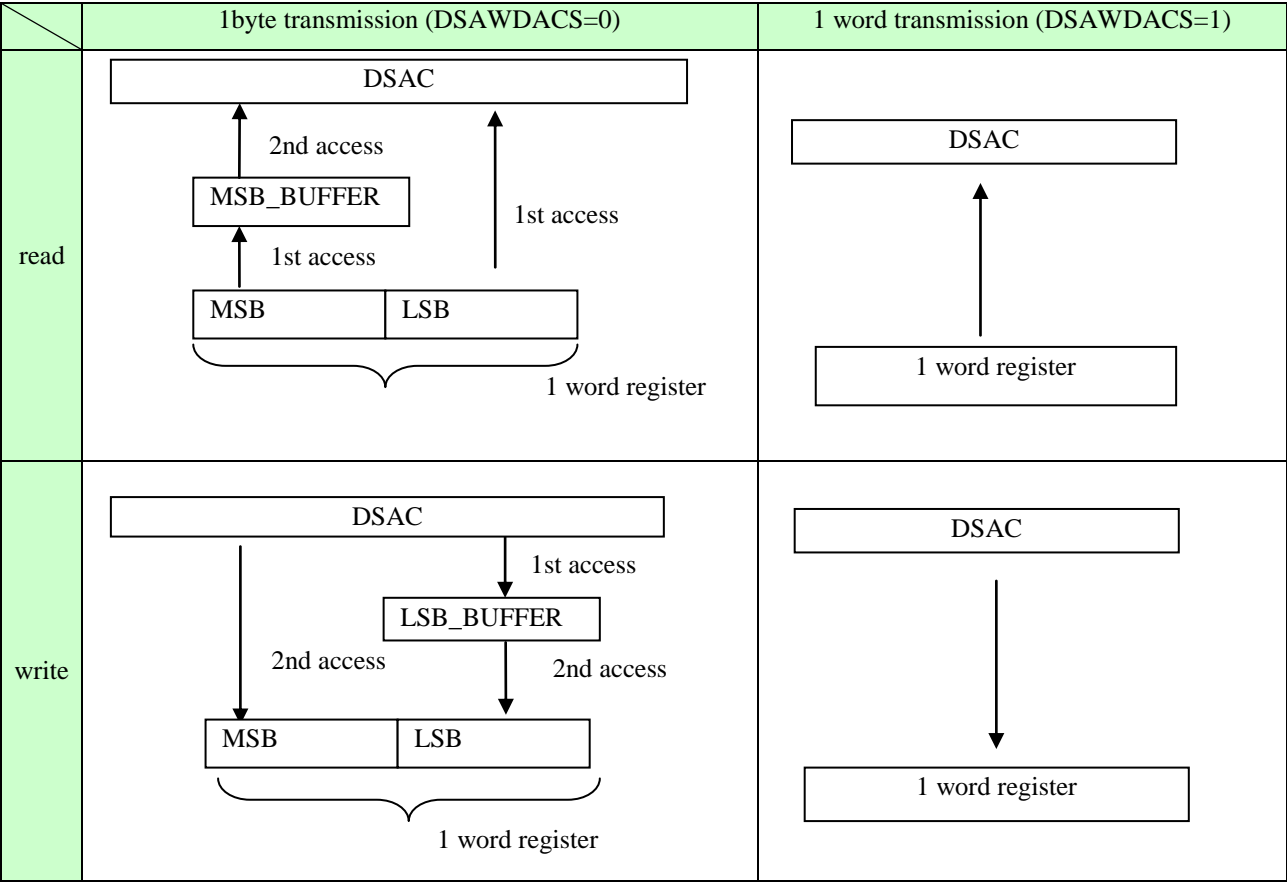 1byte transmission (DSAWDACS=0)
1 word transmission (DSAWDACS=1)
read
DSAC
2nd access
MSB_BUFFER
1st access
1st access
MSB
LSB
1 word register
DSAC
1 word register
write
DSAC
1st access
LSB_BUFFER
2nd access
2nd access
MSB
LSB
1 word register
DSAC
1 word register